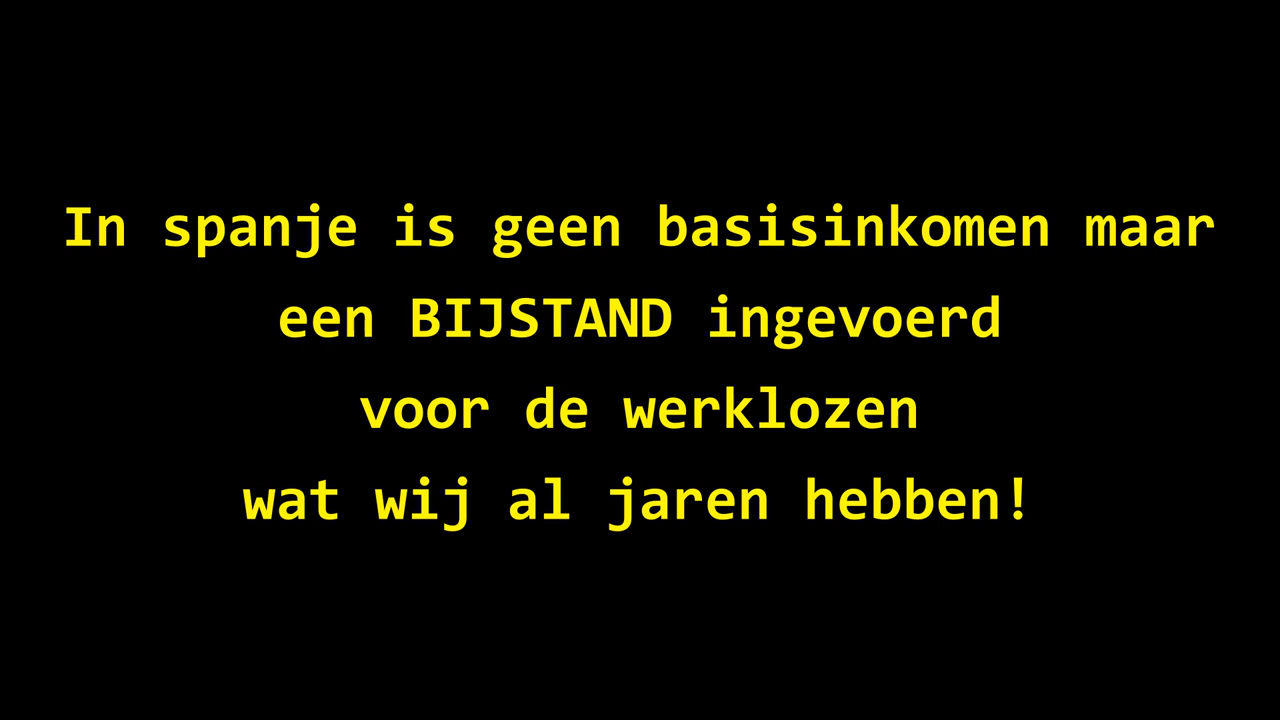 In spanje is geen basisinkomen maar
een BIJSTAND ingevoerd
voor de werklozen
wat wij al jaren hebben!